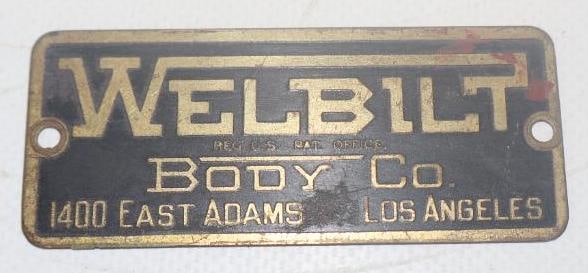 WELBILT
REG. U.S. PAT. OFFICE.
BODY CO.
1400 EAST ADAMS LOS ANGELES